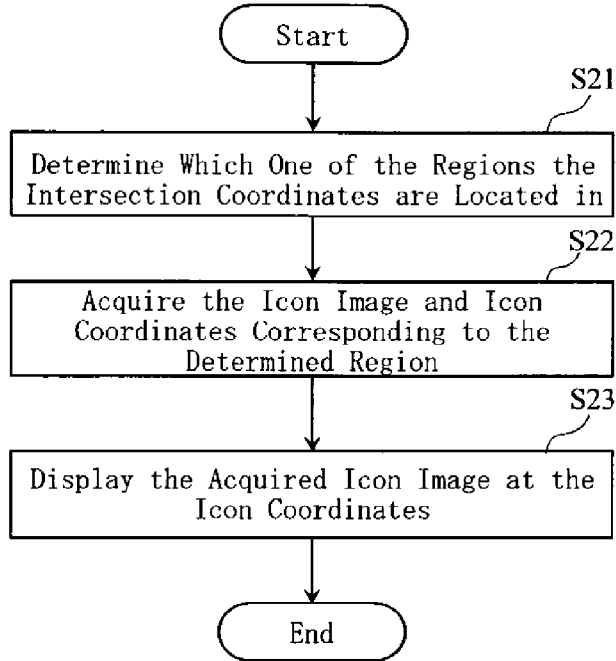 Start
S21
Determine Which One of the Regions the
Intersection Coordinates are Located in
S22
Acquire the Icon Image and Icon
Coordinates Corresponding to the
Determined Region
S23
Display the Acquired Icon Image at the
Icon Coordinates
End